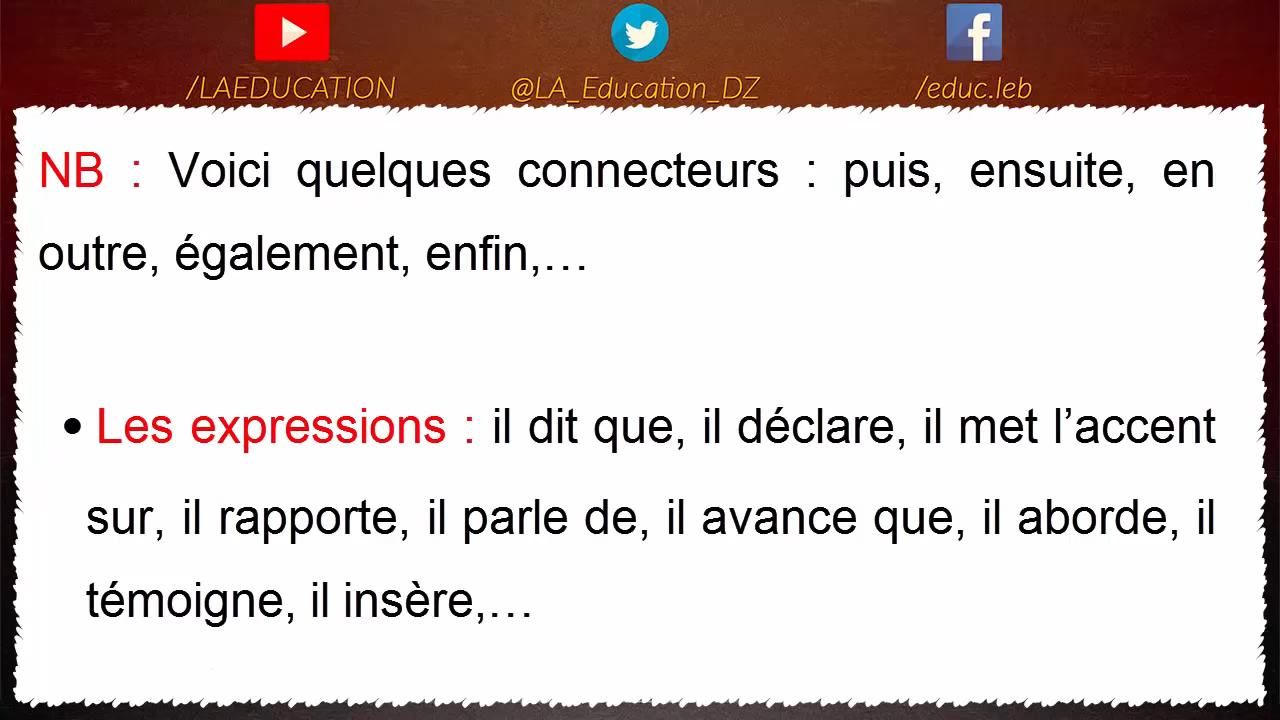 /LAEDUCATION @LA_Education_DZ /educ.leb
NB : Voici quelques connecteurs : puis, ensuite, en
outre, également, enfin,…
• Les expressions : il dit que, il déclare, il met l’accent
sur, il rapporte, il parle de, il avance que, il aborde, il
témoigne, il insère,…